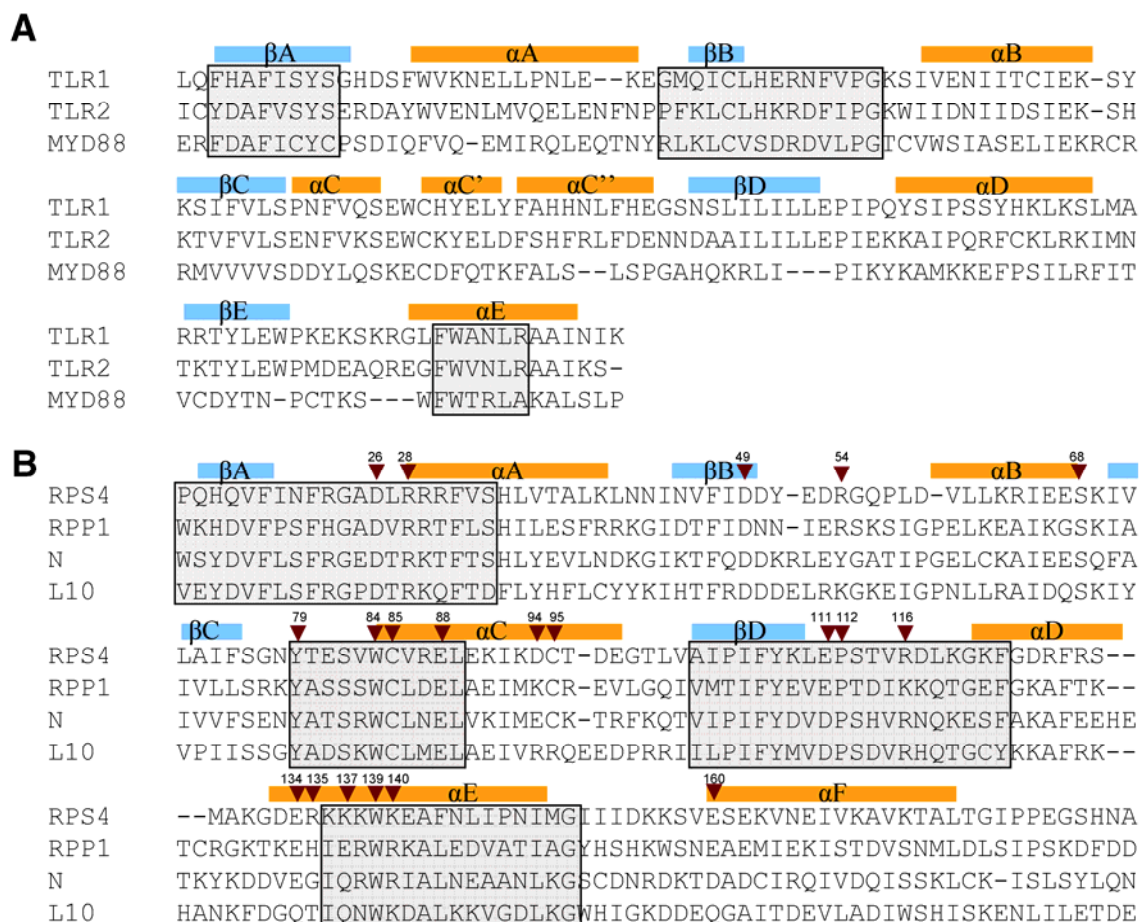 A
βA αA βB αB
TLR1 LQFHAFISYSGHDSFWVKNELLPNLE--KEGMQICLHERNFVPGKSIVENIITCIEK-SY
TLR2 ICYDAFVSYSERDAYWVENLMVQELENFNPPFKLCLHKRDFIPGKWIIDNIIDSIEK-SH
MYD88 ERFDAFICYCPSDIQFVQ-EMIRQLEQTNYRLKLCVSDRDVLPGTCVWSIASELIEKRCR
βC αC αC' αC'' βD αD
TLR1 KSIFVLSPNFVQSEWCHYELYFAHHNLFHEGSNSLILILLEPIPQYSIPSSYHKLKSLMA
TLR2 KTVFVLSENFVKSEWCKYELDFSHFRLFDENNDAAILILLEPIEKKAIPQRFCKLRKIMN
MYD88 RMVVVVSDDYLQSKECDFQTKFALS--LSPGAHQKRLI---PIKYKAMKKEFPSILRFIT
βE αE
TLR1 RRTYLEWPKEKSKRGLFWANLRAAINIK
TLR2 TKTYLEWPMDEAQREGFWVNLRAAIKS-
MYD88 VCDYTN-PCTKS---WFWTRLAKALSLP
B
26 28 49 54 68
βA αA βB αB
RPS4 PQHQVFINFRGADLRRRFVSHLVTALKLNNINVFIDDY-EDRGQPLD-VLLKRIEESKIV
RPP1 WKHDVFPSFHGADVRRTFLSHILESFRRKGIDTFIDNN-IERSKSIGPELKEAIKGSKIA
N WSYDVFLSFRGEDTRKTFTSHLYEVLNDKGIKTFQDDKRLEYGATIPGELCKAIEESQFA
L10 VEYDVFLSFRGPDTRKQFTDFLYHFLCYYKIHTFRDDDELRKGKEIGPNLLRAIDQSKIY
79 84 85 88 94 95 111 112 116
βC αC βD αD
RPS4 LAIFSGNYTESVWCVRELEKIKDCT-DEGTLVAIPIFYKLEPSTVRDLKGKFGDRFRS--
RPP1 IVLLSRKYASSSWCLDELAEIMKCR-EVLGQIVMTIFYEVEPTDIKKQTGEFGKAFTK--
N IVVFSENYATSRWCLNELVKIMECK-TRFKQTVIPIFYDVDPSHVRNQKESFAKAFEEHE
L10 VPIISSGYADSKWCLMELAEIVRRQEEDPRRIILPIFYMVDPSDVRHQTGCYKKAFRK--
134 135 137 139 140 160
αE αF
RPS4 --MAKGDERKKKWKEAFNLIPNIMGIIIDKKSVESEKVNEIVKAVKTALTGIPPEGSHNA
RPP1 TCRGKTKEHIERWRKALEDVATIAGYHSHKWSNEAEMIEKISTDVSNMLDLSIPSKDFDD
N TKYKDDVEGIQRWRIALNEAANLKGSCDNRDKTDADCIRQIVDQISSKLCK-ISLSYLQN
L10 HANKFDGQTIQNWKDALKKVGDLKGWHIGKDDEQGAITDEVLADIWSHISKENLILETDE